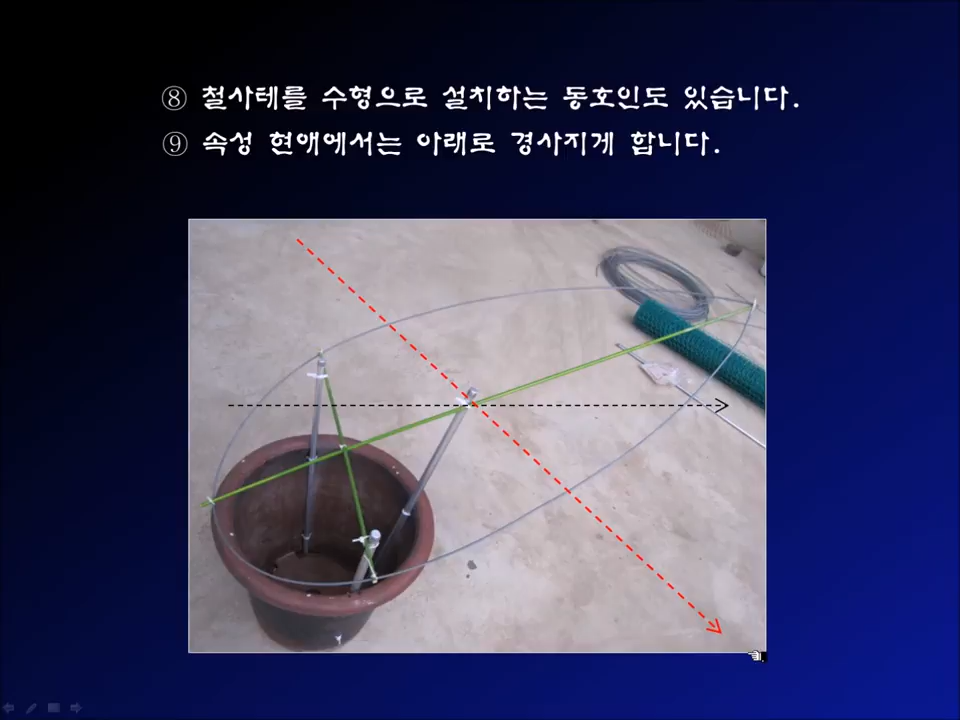 ⑧ 철사테를 수형으로 설치하는 동호인도 있습니다.
⑨ 속성 현애에서는 아래로 경사지게 합니다.